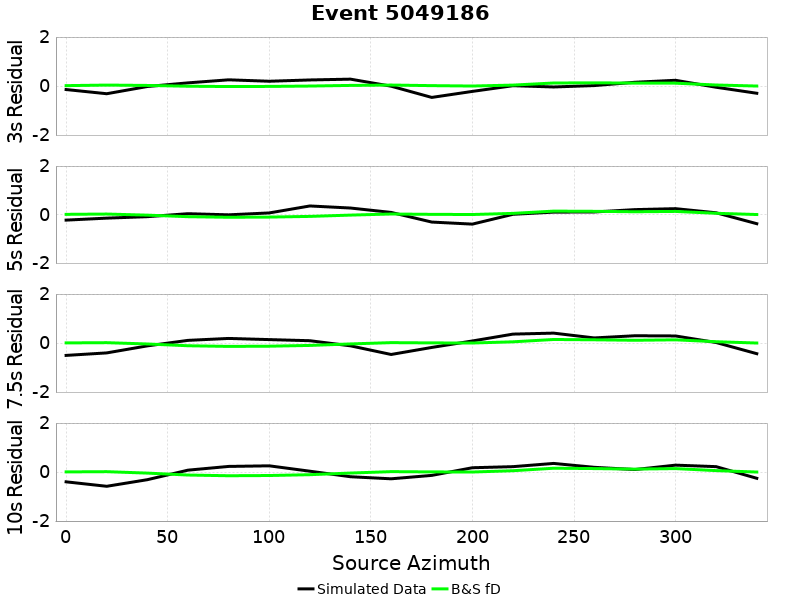 Event 5049186
3s Residual
2
0
-2
5s Residual
2
0
-2
7.5s Residual
2
0
-2
10s Residual
2
0
-2
0 50 100 150 200 250 300
Source Azimuth
Simulated Data B&S fD